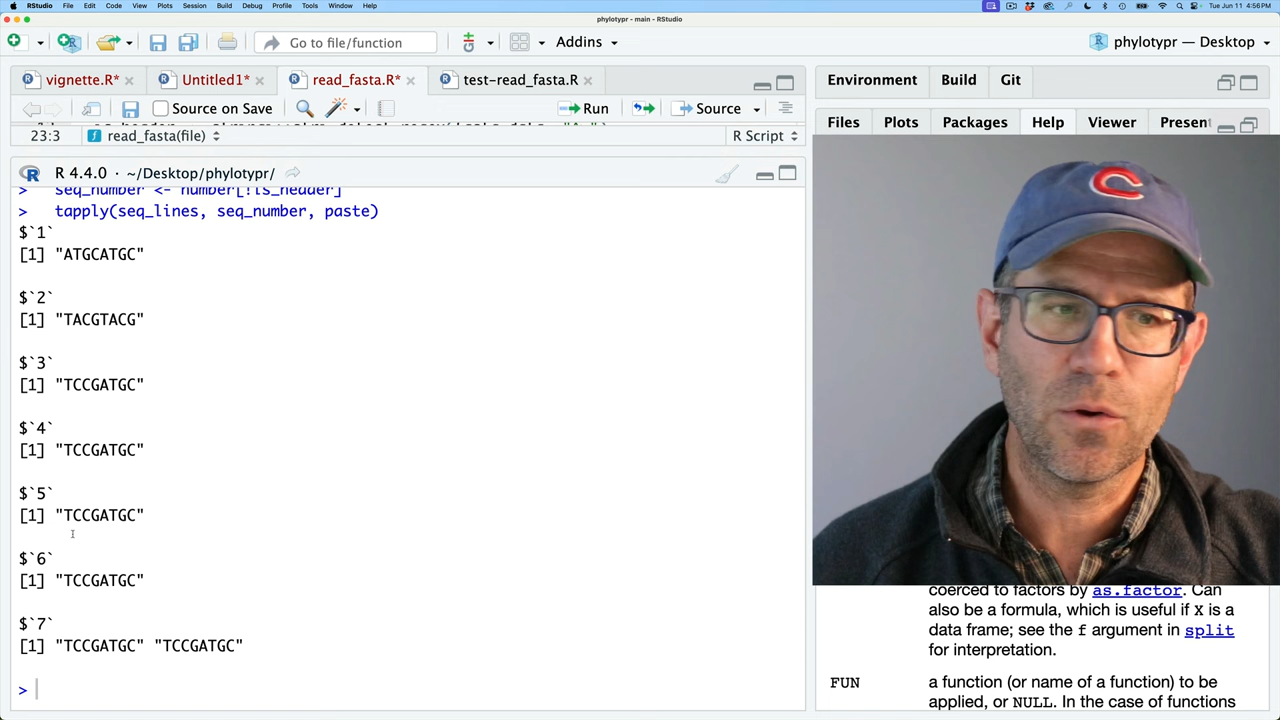 RStudio File Edit Code View Plots Session Build Debug Profile Tools Window Help Tue Jun 11 4:56 PM
phylotypr - main - RStudio
Go to file/function Addins phylotypr — Desktop
vignette.R* Untitled1* read_fasta.R* test-read_fasta.R
Source on Save Run Source
23:3 read_fasta(file) R Script
R 4.4.0 · ~/Desktop/phylotypr/
> seq_number <- number[!is_header]
> tapply(seq_lines, seq_number, paste)
$`1`
[1] "ATGCATGC"
$`2`
[1] "TACGTACG"
$`3`
[1] "TCCGATGC"
$`4`
[1] "TCCGATGC"
$`5`
[1] "TCCGATGC"
$`6`
[1] "TCCGATGC"
$`7`
[1] "TCCGATGC" "TCCGATGC"
>
Environment Build Git
Files Plots Packages Help Viewer Present
C
coerced to factors by as.factor. Can
also be a formula, which is useful if X is a
data frame; see the f argument in split
for interpretation.
FUN a function (or name of a function) to be
applied, or NULL. In the case of functions